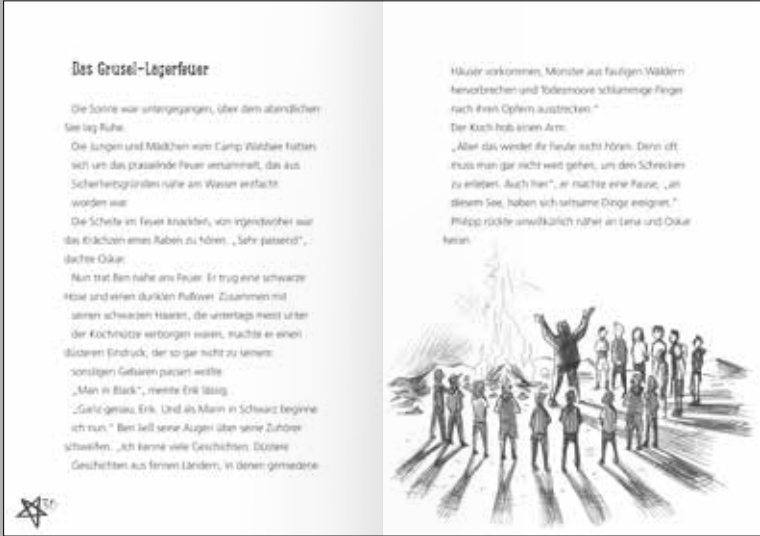 Das Grusel-Lagerfeuer
Die Sonne war untergegangen, über dem abendlichen
See lag Ruhe.
Die Jungen und Mädchen vom Camp Waldsee hatten
sich um das prasselnde Feuer versammelt, das aus
Sicherheitsgründen nahe am Wasser entfacht
worden war.
Die Scheite im Feuer knackten, von irgendwoher war
das Krächzen eines Raben zu hören. „Sehr passend“,
dachte Oskar.
Nun trat Ben nahe ans Feuer. Er trug eine schwarze
Hose und einen dunklen Pullover. Zusammen mit
seinen schwarzen Haaren, die untertags meist unter
der Kochmütze verborgen waren, machte er einen
düsteren Eindruck, der so gar nicht zu seinem
sonstigen Gebaren passen wollte.
„Man in Black“, meinte Erik lässig.
„Ganz genau, Erik. Und als Mann in Schwarz beginne
ich nun.“ Ben ließ seine Augen über seine Zuhörer
schweifen. „Ich kenne viele Geschichten. Düstere
Geschichten aus fernen Ländern, in denen gemiedene
Häuser vorkommen, Monster aus fauligen Wäldern
hervorbrechen und Todesmoore schlammige Finger
nach ihren Opfern ausstrecken.“
Der Koch hob einen Arm.
„Aber das werdet ihr heute nicht hören. Denn oft
muss man gar nicht weit gehen, um den Schrecken
zu erleben. Auch hier“, er machte eine Pause, „an
diesem See, haben sich seltsame Dinge ereignet.“
Philipp rückte unwillkürlich näher an Lena und Oskar
heran.